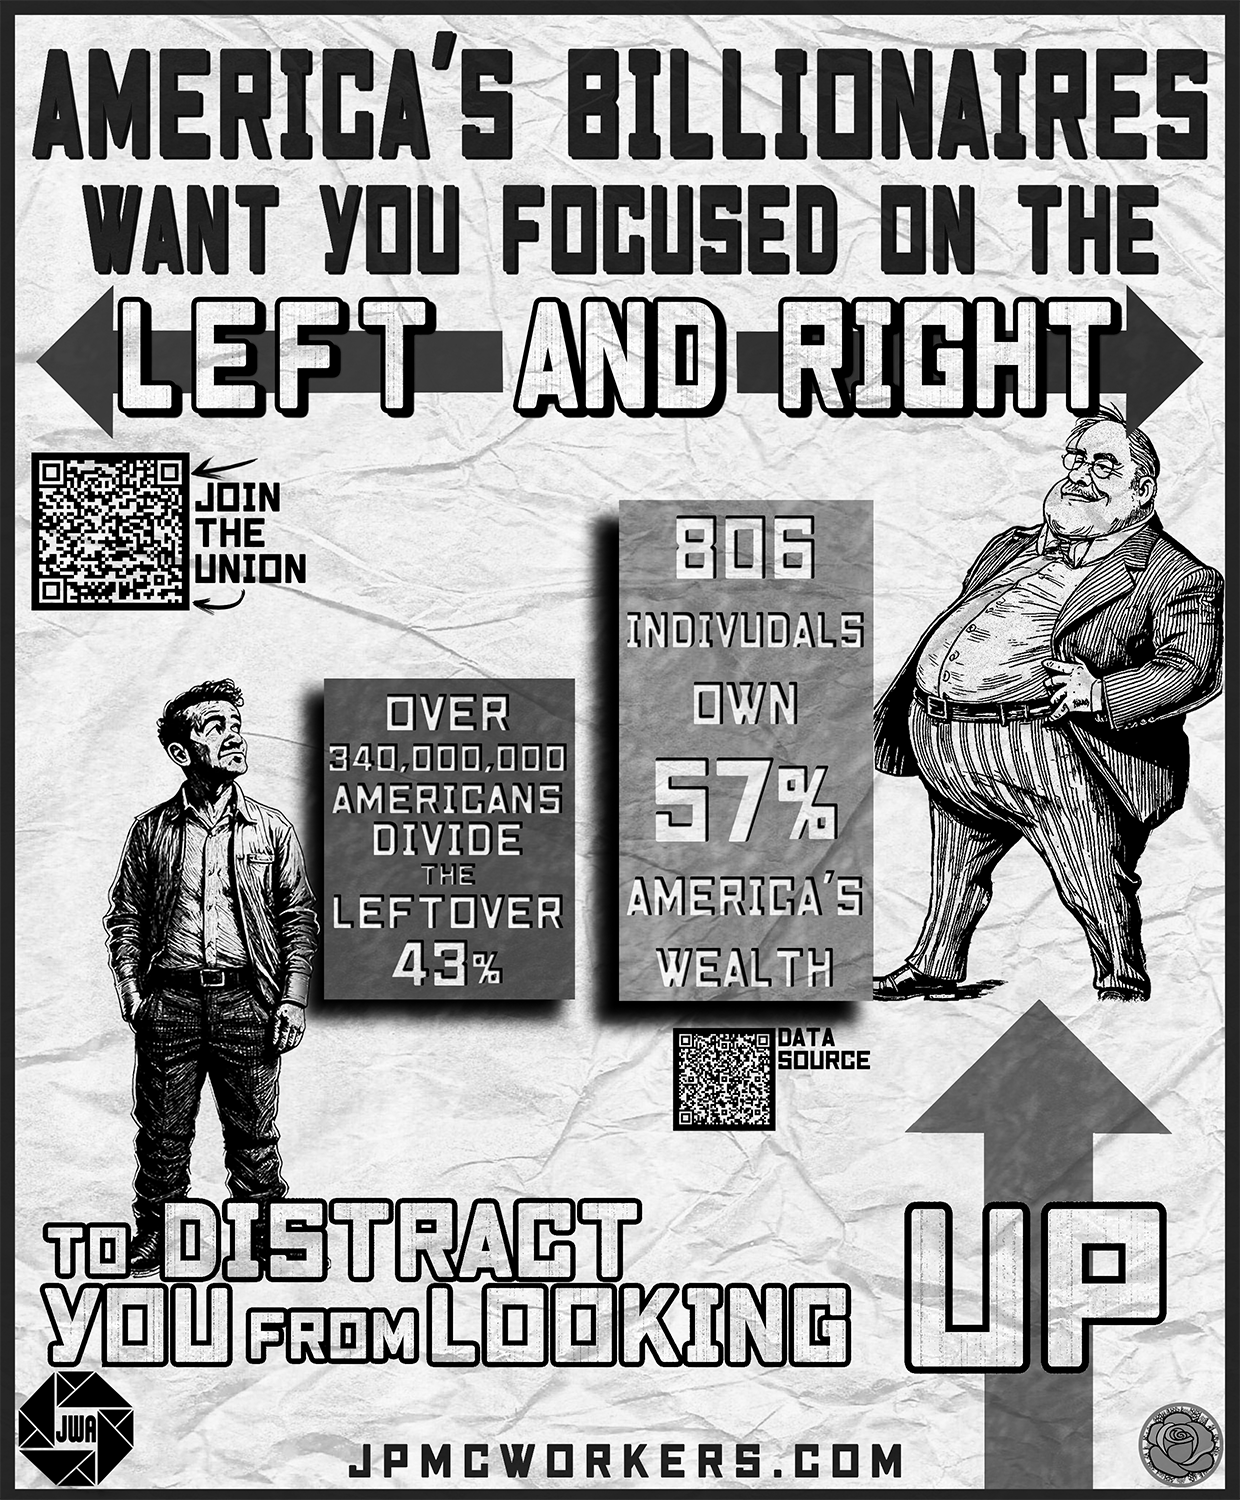 AMERICA'S BILLIONAIRES
WANT YOU FOCUSED ON THE
LEFT AND RIGHT
JOIN
THE
UNION
OVER
340,000,000
AMERICANS
DIVIDE
THE
LEFTOVER
43%
806
INDIVUDALS
OWN
57%
AMERICA'S
WEALTH
DATA
SOURCE
TO DISTRACT
YOU FROM LOOKING
UP
JWA
JPMCWORKERS.COM